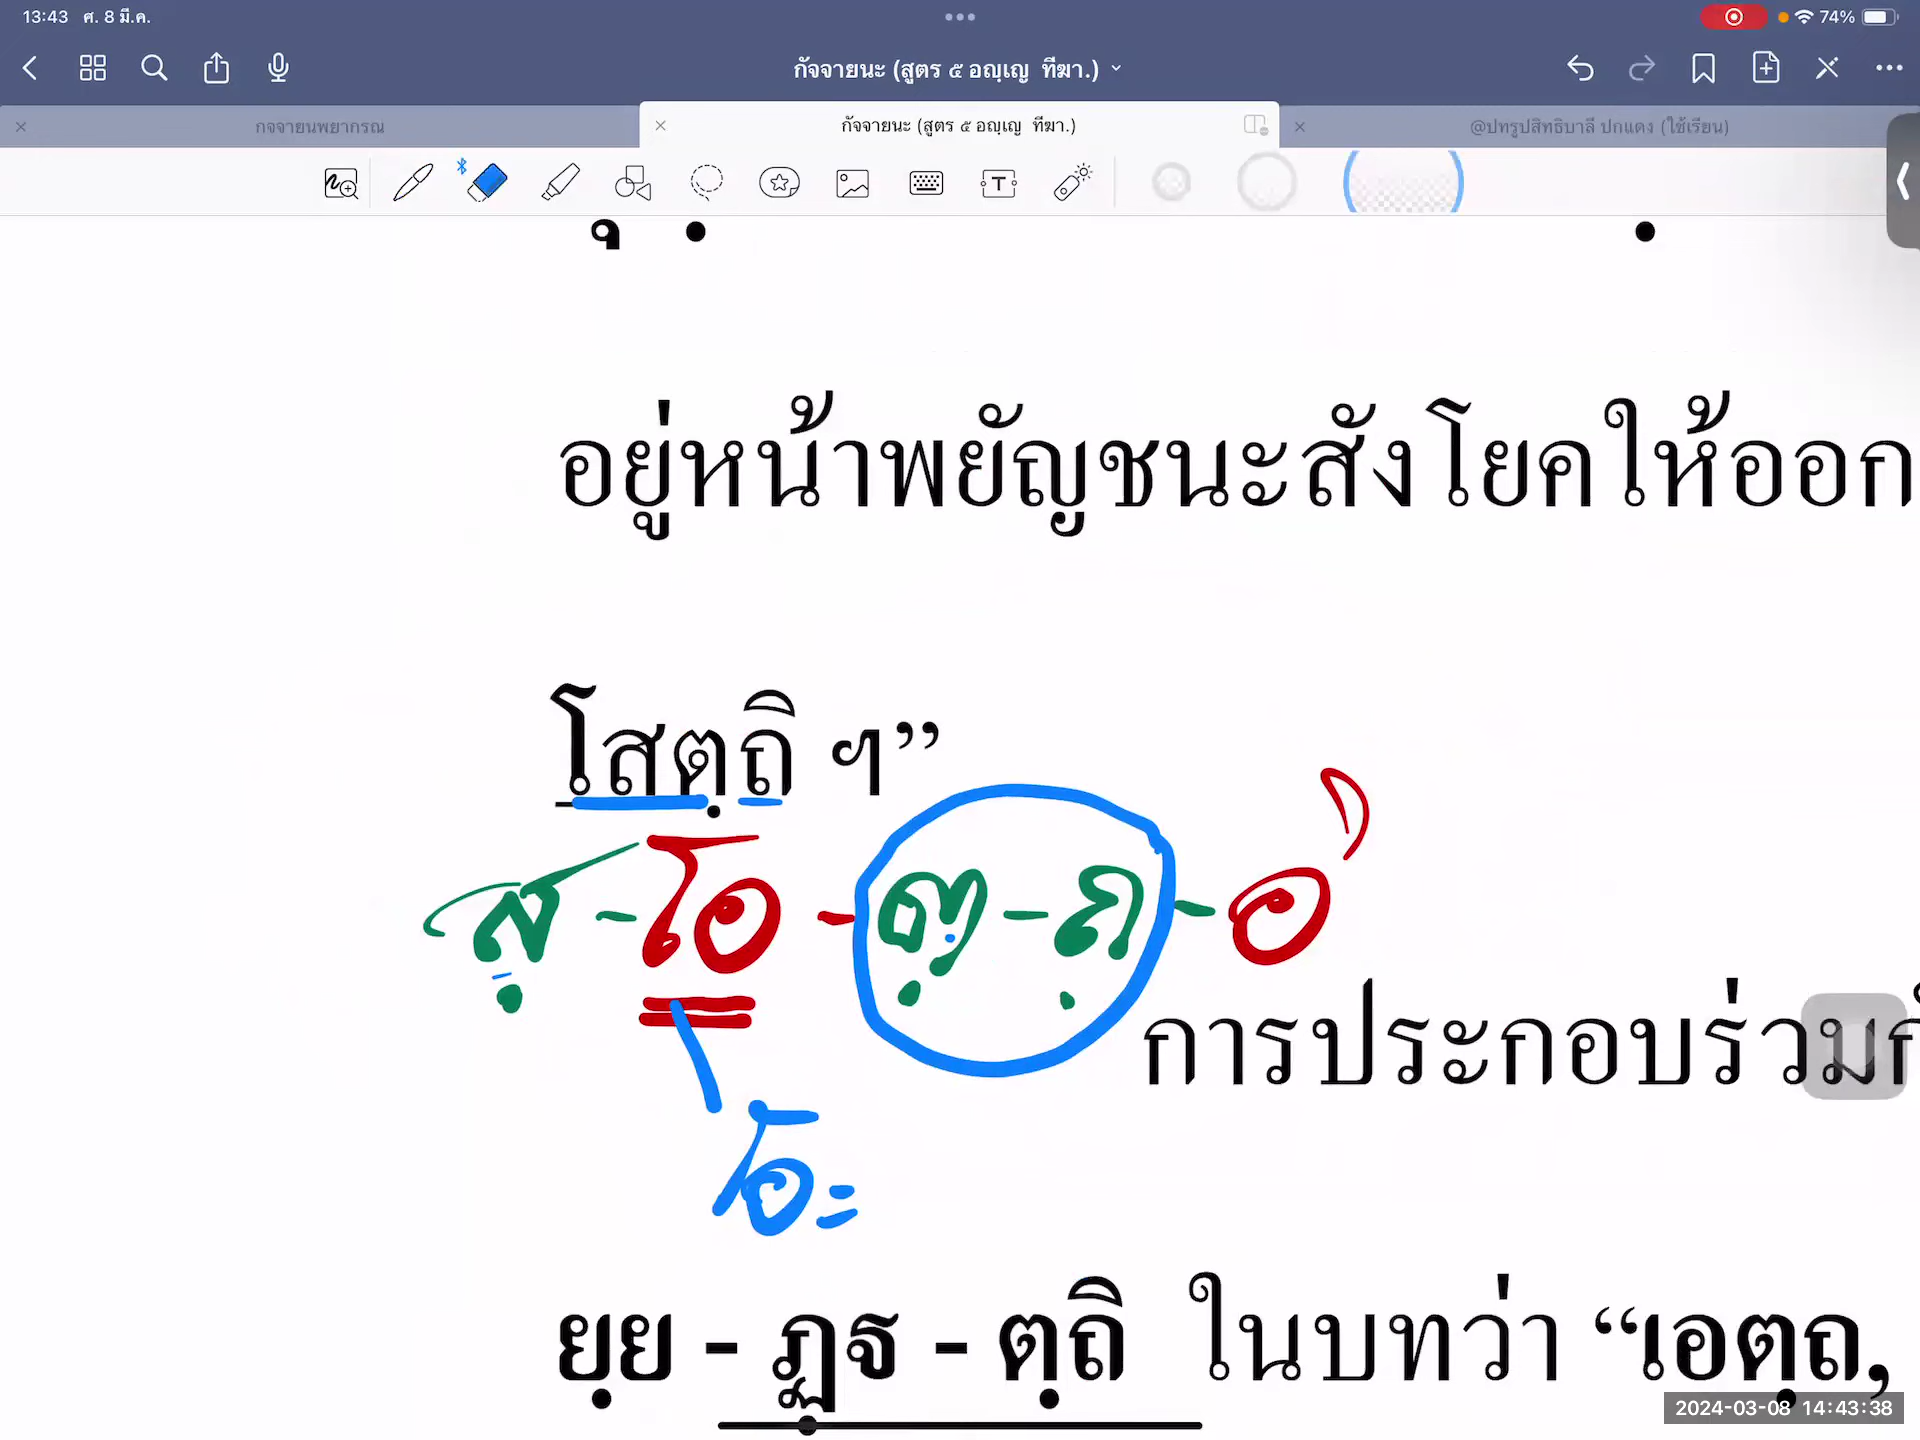 13:43 ศ. 8 มี.ค.
74%
กัจจายนะ (สูตร ๕ อญฺเญ ทีฆา.)
กจจายนพยากรณ
กัจจายนะ (สูตร ๕ อญฺเญ ทีฆา.)
@ปทรูปสิทธิบาลี ปกแดง (ใช้เรียน)
อยู่หน้าพยัญชนะสังโยคให้ออก
โสตฺถิ ฯ”
สฺ - โอ - ตฺ - ถฺ - อิ
การประกอบร่วมก
โอะ
ยฺย - ฏฺฐ - ตฺถิ ในบทว่า “เอตฺถ,
2024-03-08 14:43:38